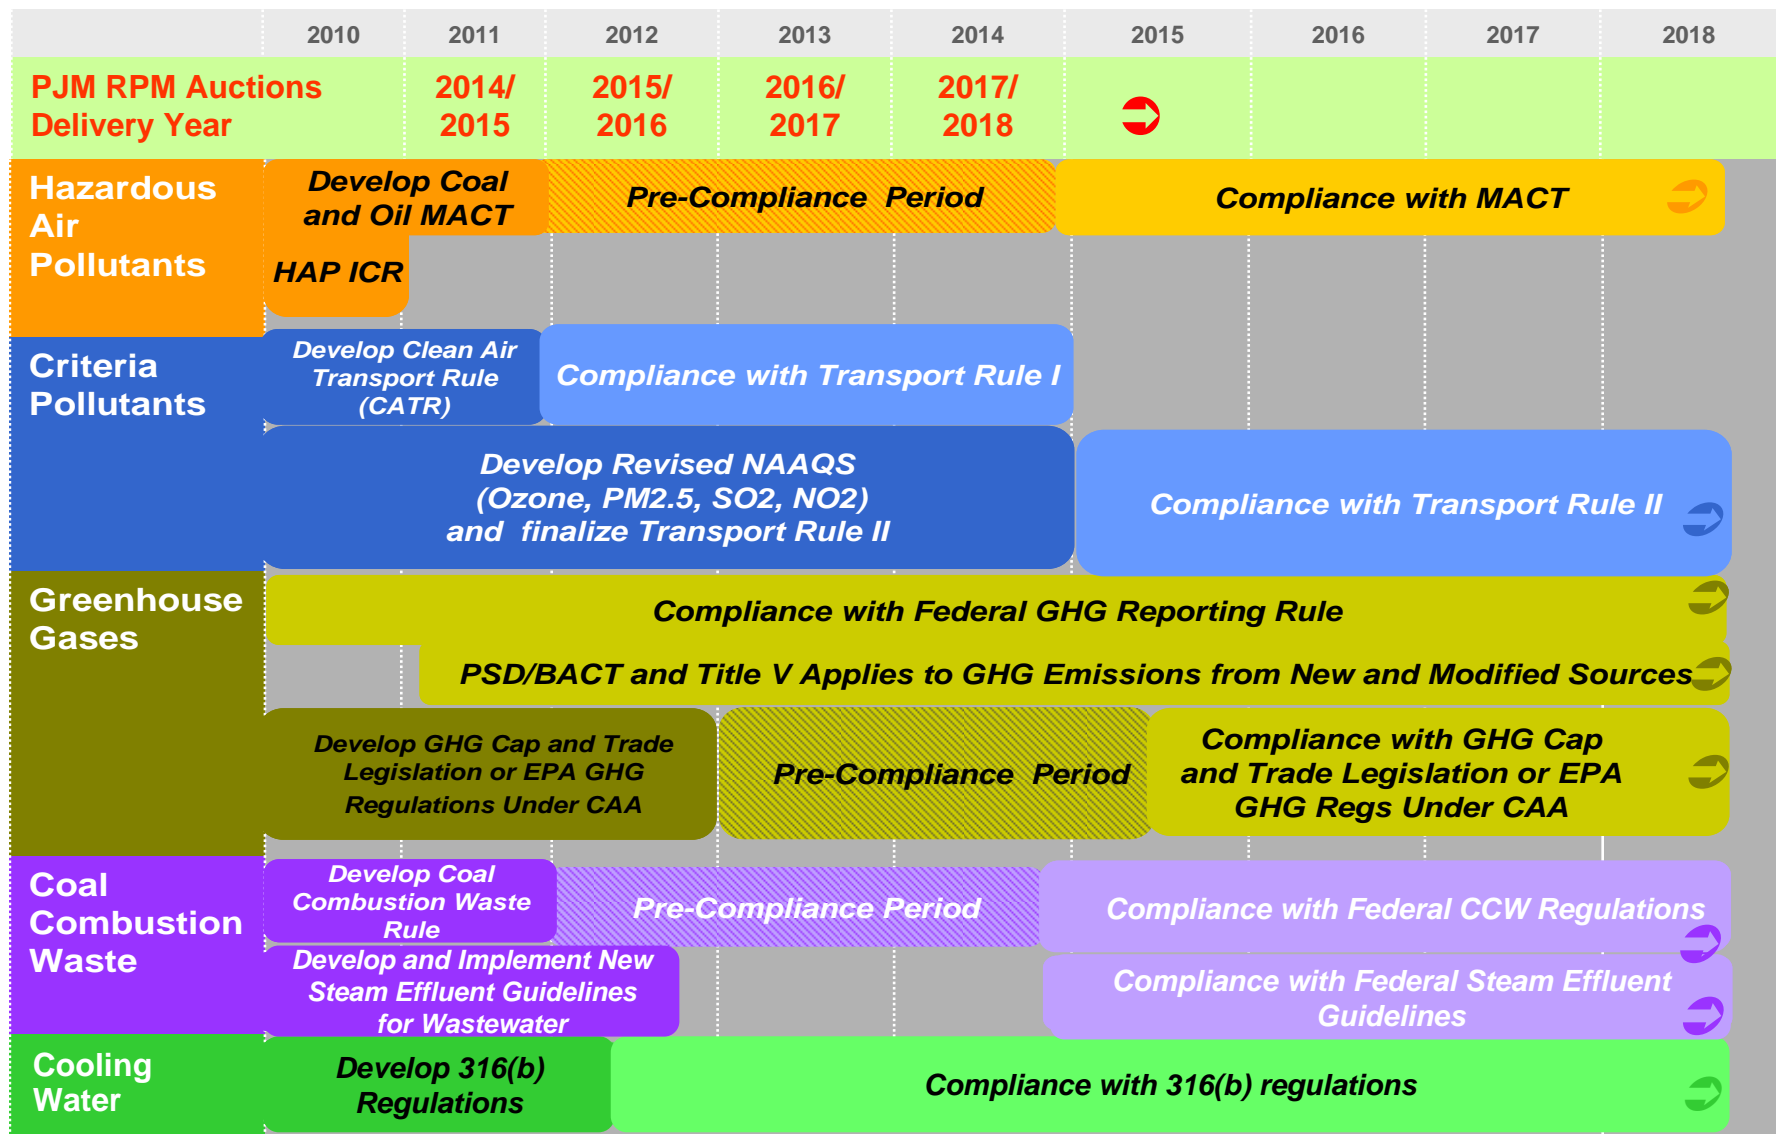 2010 2011 2012 2013 2014 2015 2016 2017 2018
PJM RPM Auctions
Delivery Year
2014/
2015
2015/
2016
2016/
2017
2017/
2018
Hazardous
Air
Pollutants
Develop Coal
and Oil MACT
Pre-Compliance Period
Compliance with MACT
HAP ICR
Criteria
Pollutants
Develop Clean Air
Transport Rule
(CATR)
Compliance with Transport Rule I
Develop Revised NAAQS
(Ozone, PM2.5, SO2, NO2)
and finalize Transport Rule II
Compliance with Transport Rule II
Greenhouse
Gases
Compliance with Federal GHG Reporting Rule
PSD/BACT and Title V Applies to GHG Emissions from New and Modified Sources
Develop GHG Cap and Trade
Legislation or EPA GHG
Regulations Under CAA
Pre-Compliance Period
Compliance with GHG Cap
and Trade Legislation or EPA
GHG Regs Under CAA
Coal
Combustion
Waste
Develop Coal
Combustion Waste
Rule
Pre-Compliance Period
Compliance with Federal CCW Regulations
Develop and Implement New
Steam Effluent Guidelines
for Wastewater
Compliance with Federal Steam Effluent
Guidelines
Cooling
Water
Develop 316(b)
Regulations
Compliance with 316(b) regulations